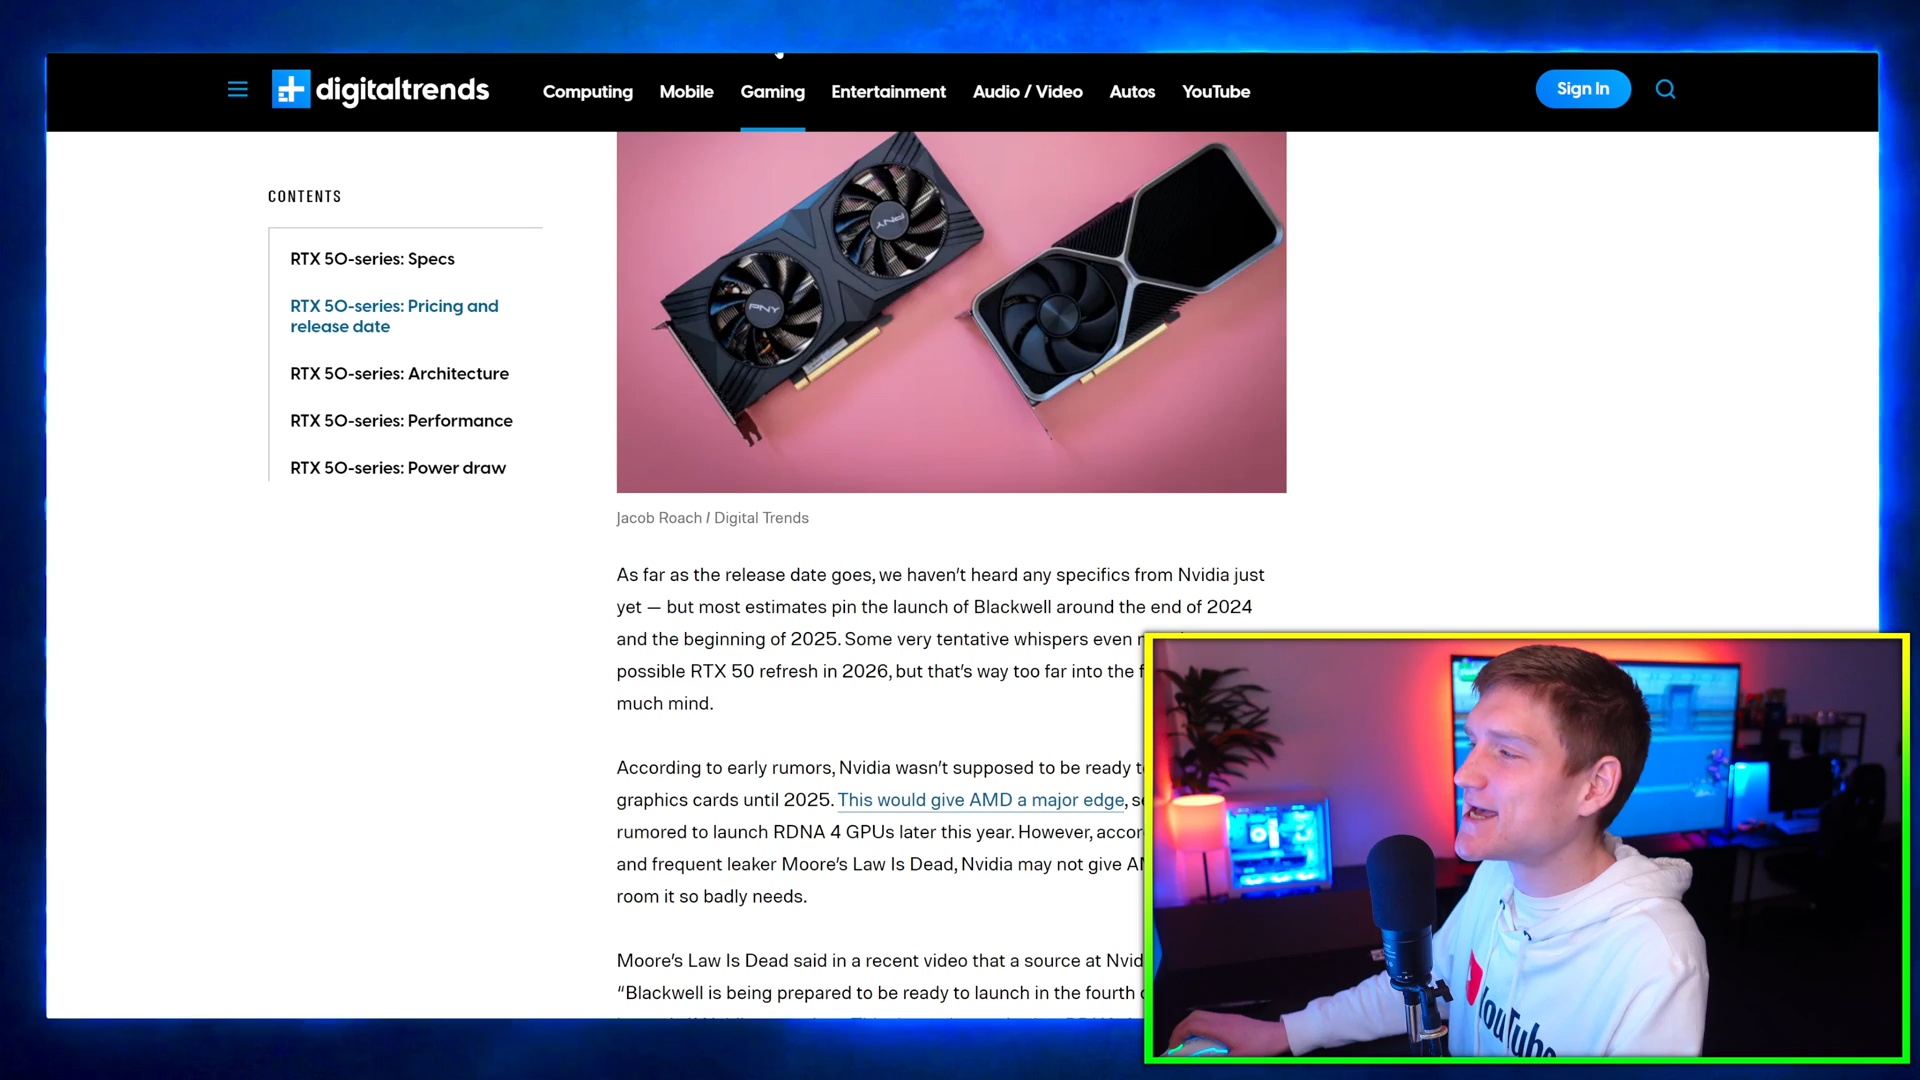 digitaltrends
Computing Mobile Gaming Entertainment Audio / Video Autos YouTube
Sign In
CONTENTS
RTX 50-series: Specs
RTX 50-series: Pricing and
release date
RTX 50-series: Architecture
RTX 50-series: Performance
RTX 50-series: Power draw
PNY
PNY
Jacob Roach / Digital Trends
As far as the release date goes, we haven't heard any specifics from Nvidia just
yet — but most estimates pin the launch of Blackwell around the end of 2024
and the beginning of 2025. Some very tentative whispers even
possible RTX 50 refresh in 2026, but that's way too far into the
much mind.
According to early rumors, Nvidia wasn't supposed to be ready
graphics cards until 2025. This would give AMD a major edge,
rumored to launch RDNA 4 GPUs later this year. However,
and frequent leaker Moore's Law Is Dead, Nvidia may not give
room it so badly needs.
Moore's Law Is Dead said in a recent video that a source at
“Blackwell is being prepared to be ready to launch in the fourth
YouTube